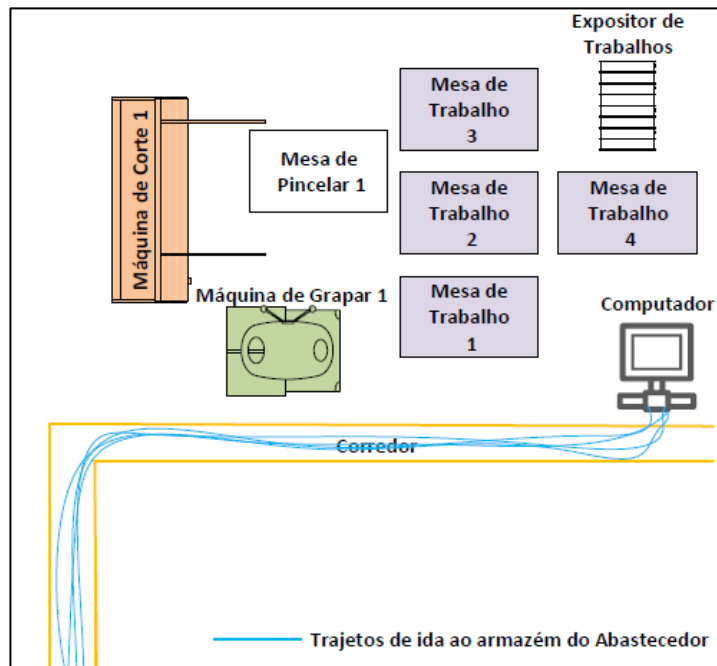 Expositor de
Trabalhos
Mesa de
Trabalho
3
Máquina de Corte 1
Mesa de
Pincelar 1
Mesa de
Trabalho
2
Mesa de
Trabalho
4
Máquina de Grapar 1
Mesa de
Trabalho
1
Computador
Corredor
Trajetos de ida ao armazém do Abastecedor